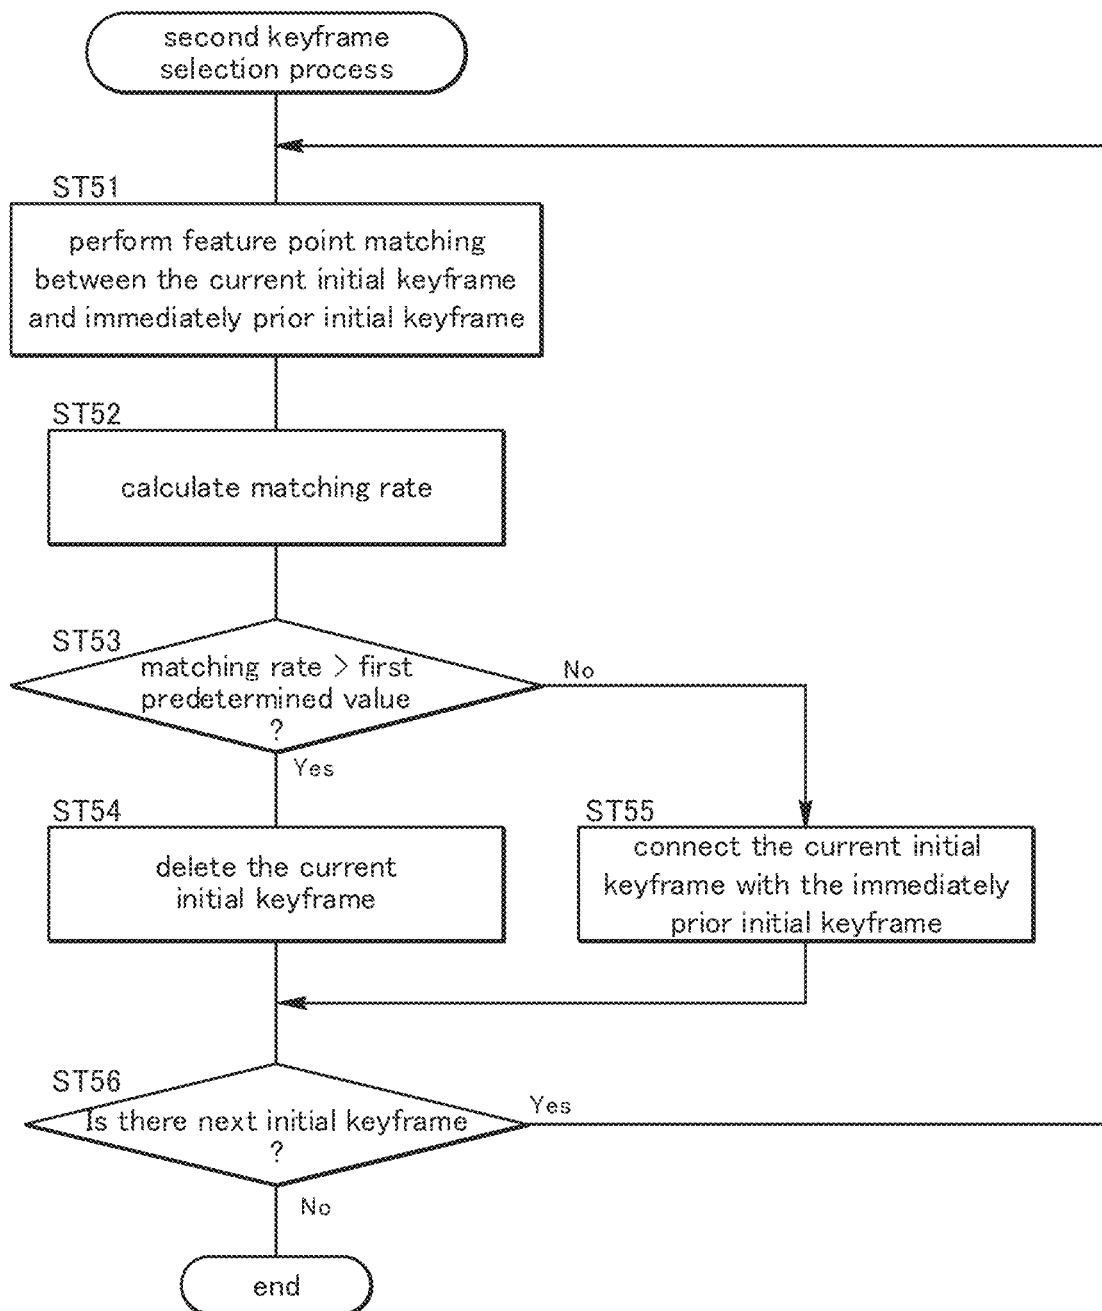 second keyframe
selection process
ST51
perform feature point matching
between the current initial keyframe
and immediately prior initial keyframe
ST52
calculate matching rate
ST53
matching rate > first
predetermined value
?
No
Yes
ST54
delete the current
initial keyframe
ST55
connect the current initial
keyframe with the immediately
prior initial keyframe
ST56
Is there next initial keyframe
?
Yes
No
end